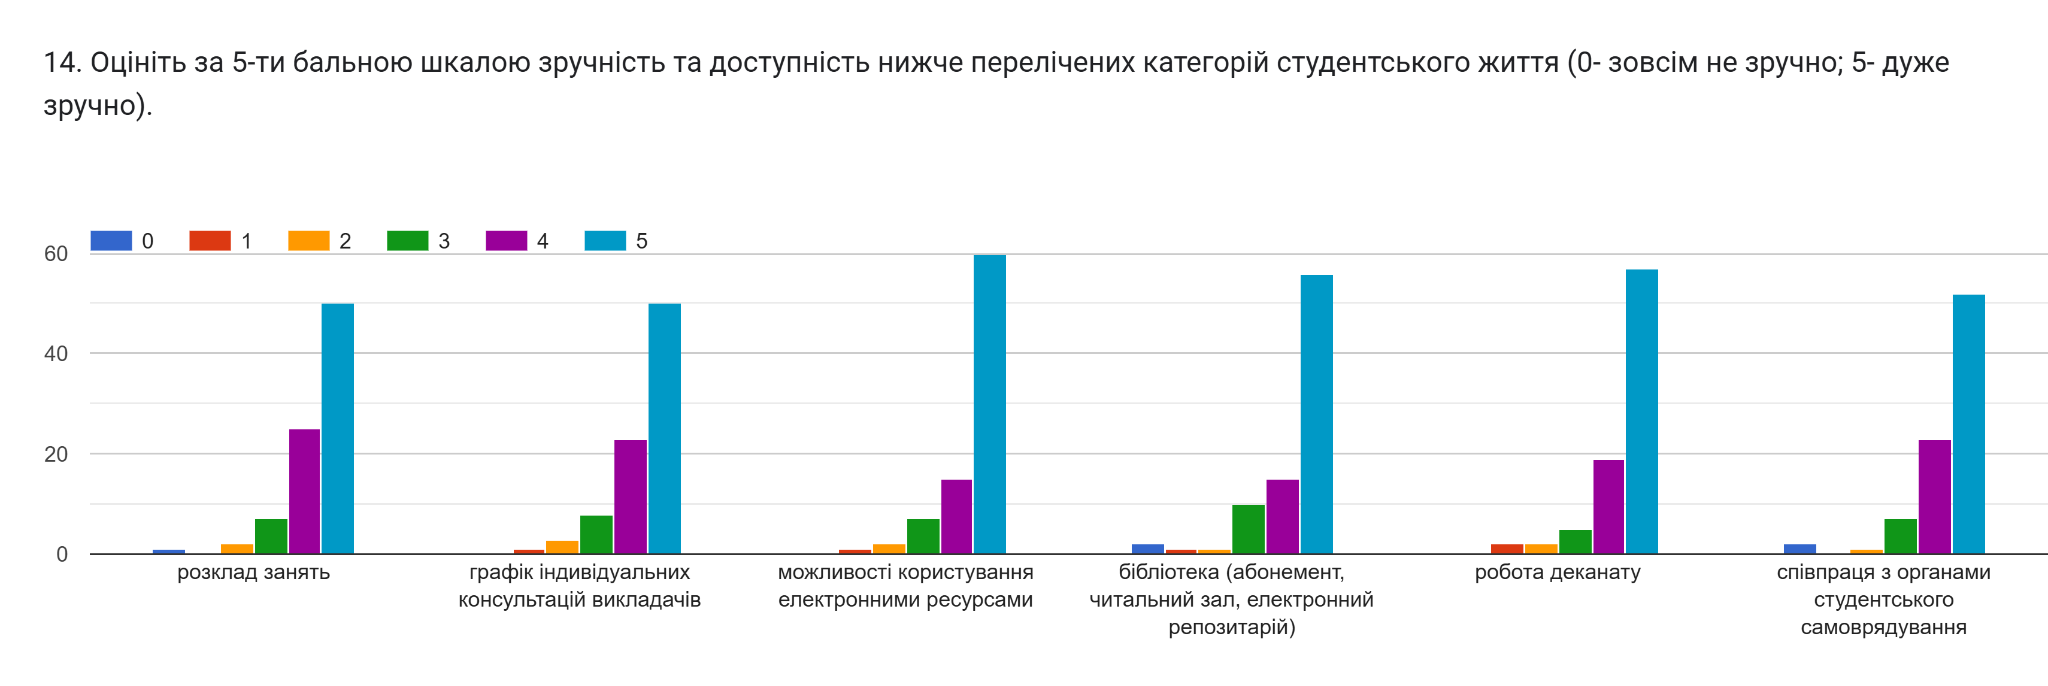 14. Оцініть за 5-ти бальною шкалою зручність та доступність нижче перелічених категорій студентського життя (0- зовсім не зручно; 5- дуже
зручно).
0 1 2 3 4 5
60
40
20
0
розклад занять
графік індивідуальних
консультацій викладачів
можливості користування
електронними ресурсами
бібліотека (абонемент,
читальний зал, електронний
репозитарій)
робота деканату
співпраця з органами
студентського
самоврядування